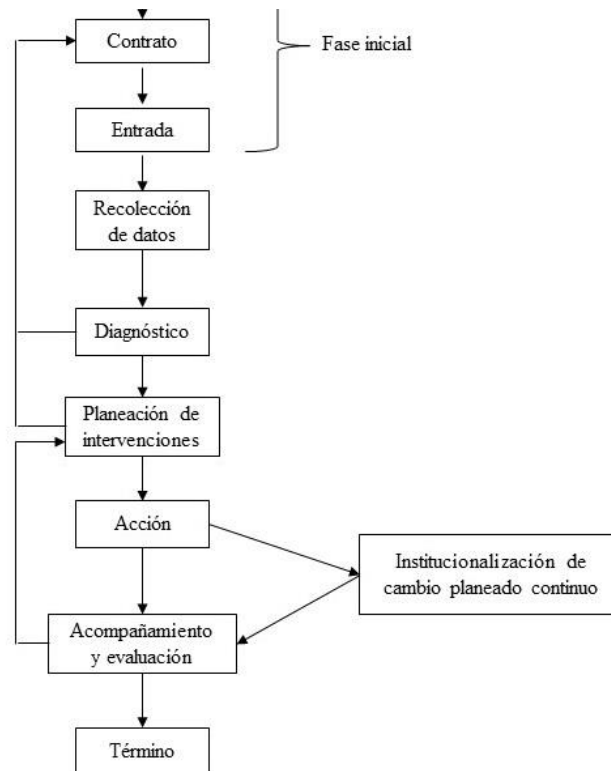 Contrato
Fase inicial
Entrada
Recolección
de datos
Diagnóstico
Planeación de
intervenciones
Acción
Institucionalización de
cambio planeado continuo
Acompañamiento
y evaluación
Término